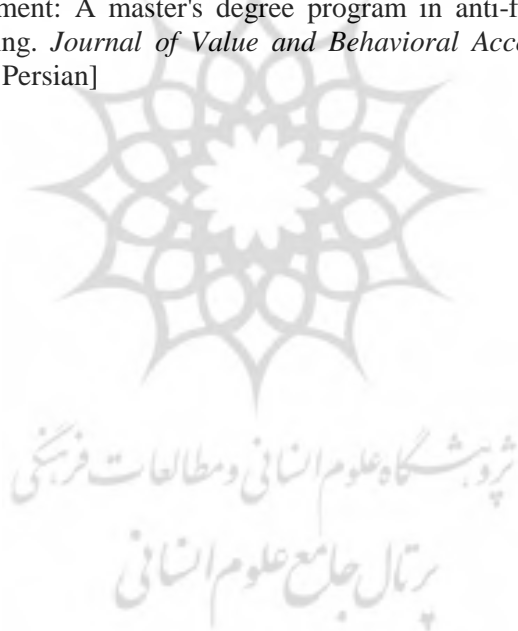 ment: A master's degree program in anti-f
ng. Journal of Value and Behavioral Acc
Persian]
پژوهشگاه علوم انسانی و مطالعات فرهنگی
پرتال جامع علوم انسانی